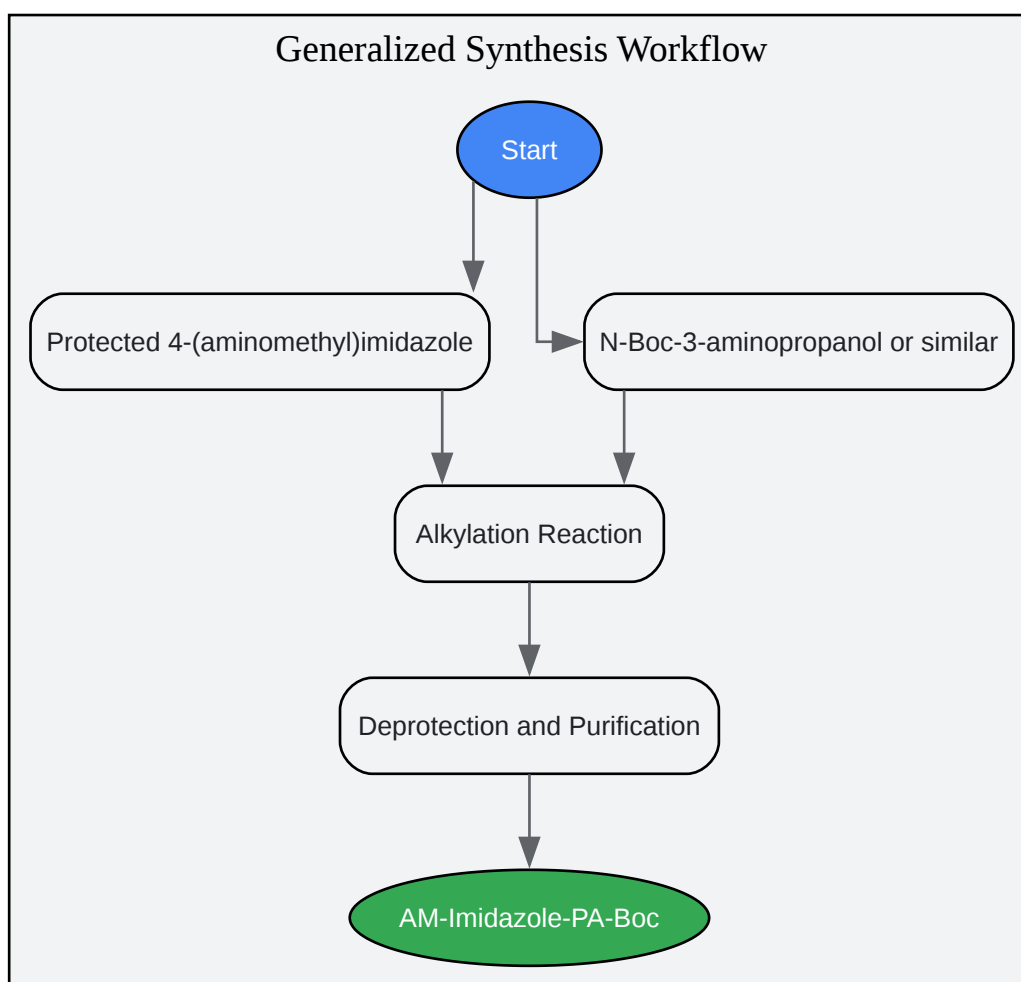 Generalized Synthesis Workflow
Start
Protected 4-(aminomethyl)imidazole
N-Boc-3-aminopropanol or similar
Alkylation Reaction
Deprotection and Purification
AM-Imidazole-PA-Boc